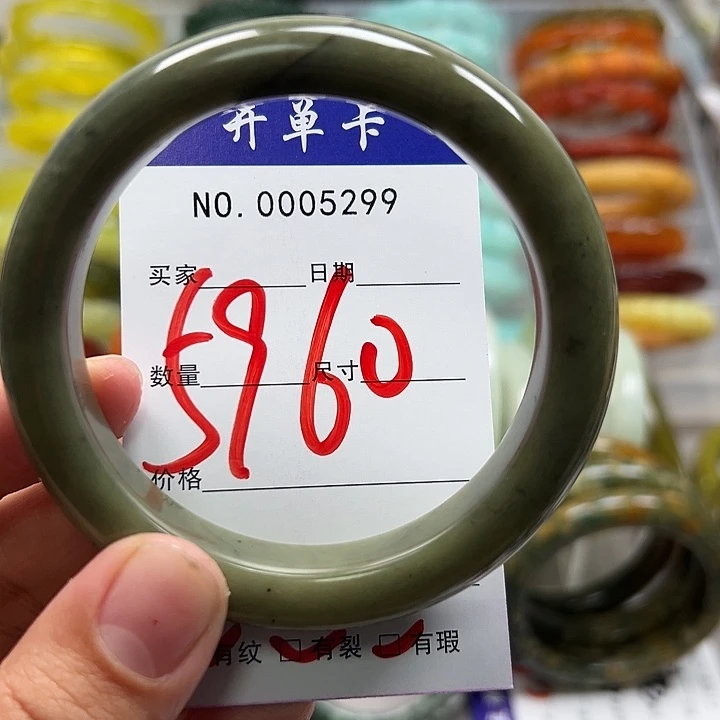 开单卡
NO. 0005299
买家 日期
5960
数量 尺寸
价格
有纹 □ 有裂 □ 有瑕